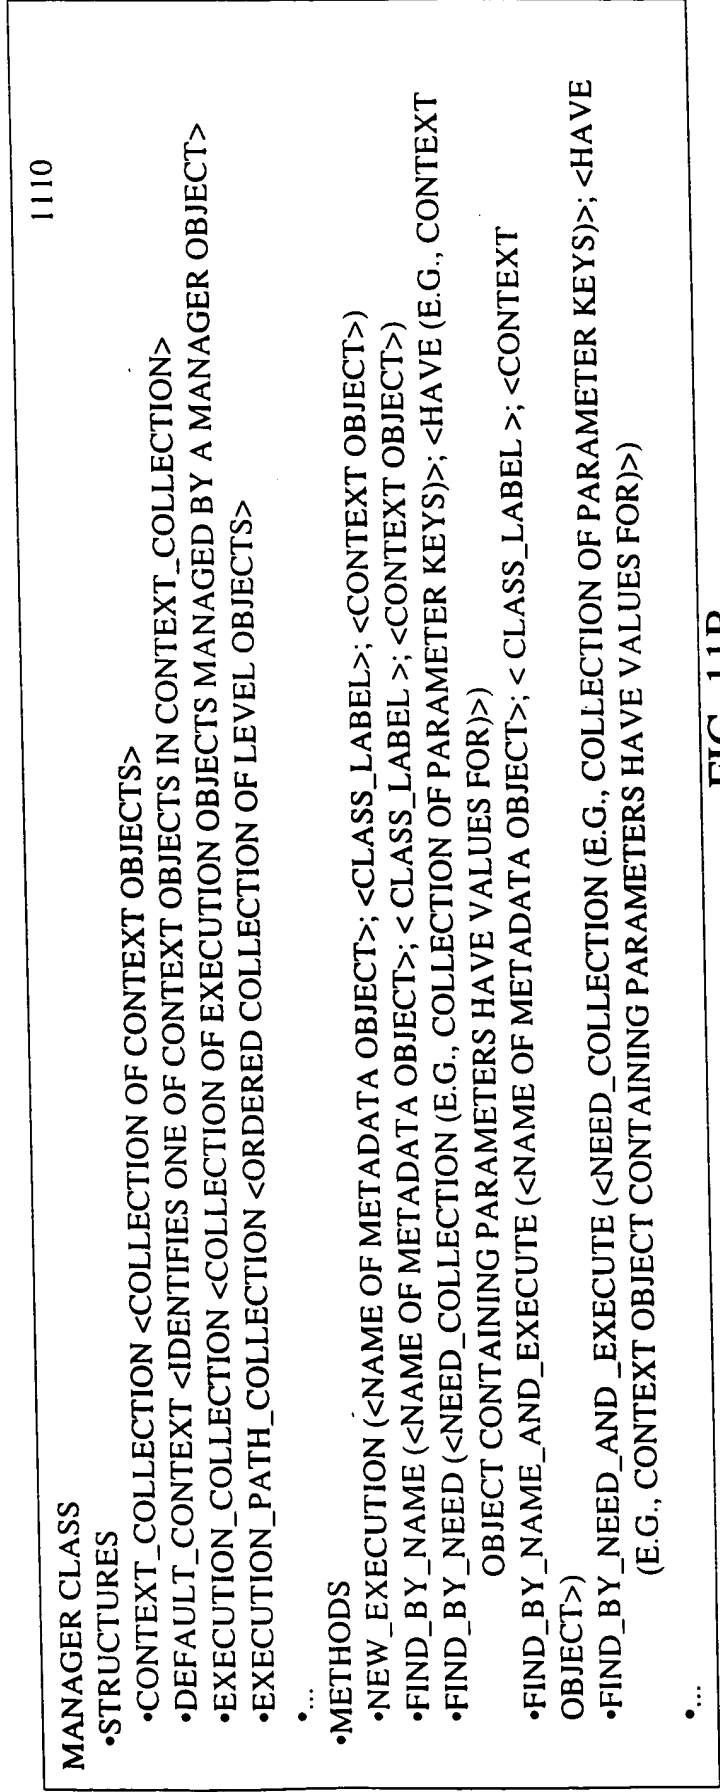 1110
MANAGER CLASS
•STRUCTURES
•CONTEXT_COLLECTION <COLLECTION OF CONTEXT OBJECTS>
•DEFAULT_CONTEXT <IDENTIFIES ONE OF CONTEXT OBJECTS IN CONTEXT_COLLECTION>
•EXECUTION_COLLECTION <COLLECTION OF EXECUTION OBJECTS MANAGED BY A MANAGER OBJECT>
•EXECUTION_PATH_COLLECTION <ORDERED COLLECTION OF LEVEL OBJECTS>
•...
•METHODS
•NEW_EXECUTION (<NAME OF METADATA OBJECT>; <CLASS_LABEL>; <CONTEXT OBJECT>)
•FIND_BY_NAME (<NAME OF METADATA OBJECT>; < CLASS_LABEL >; <CONTEXT OBJECT>)
•FIND_BY_NEED (<NEED_COLLECTION (E.G., COLLECTION OF PARAMETER KEYS)>; <HAVE (E.G., CONTEXT
OBJECT CONTAINING PARAMETERS HAVE VALUES FOR)>)
•FIND_BY_NAME_AND_EXECUTE (<NAME OF METADATA OBJECT>; < CLASS_LABEL >; <CONTEXT
OBJECT>)
•FIND_BY_NEED_AND _EXECUTE (<NEED_COLLECTION (E.G., COLLECTION OF PARAMETER KEYS)>; <HAVE
(E.G., CONTEXT OBJECT CONTAINING PARAMETERS HAVE VALUES FOR)>)
•...
FIG. 11B